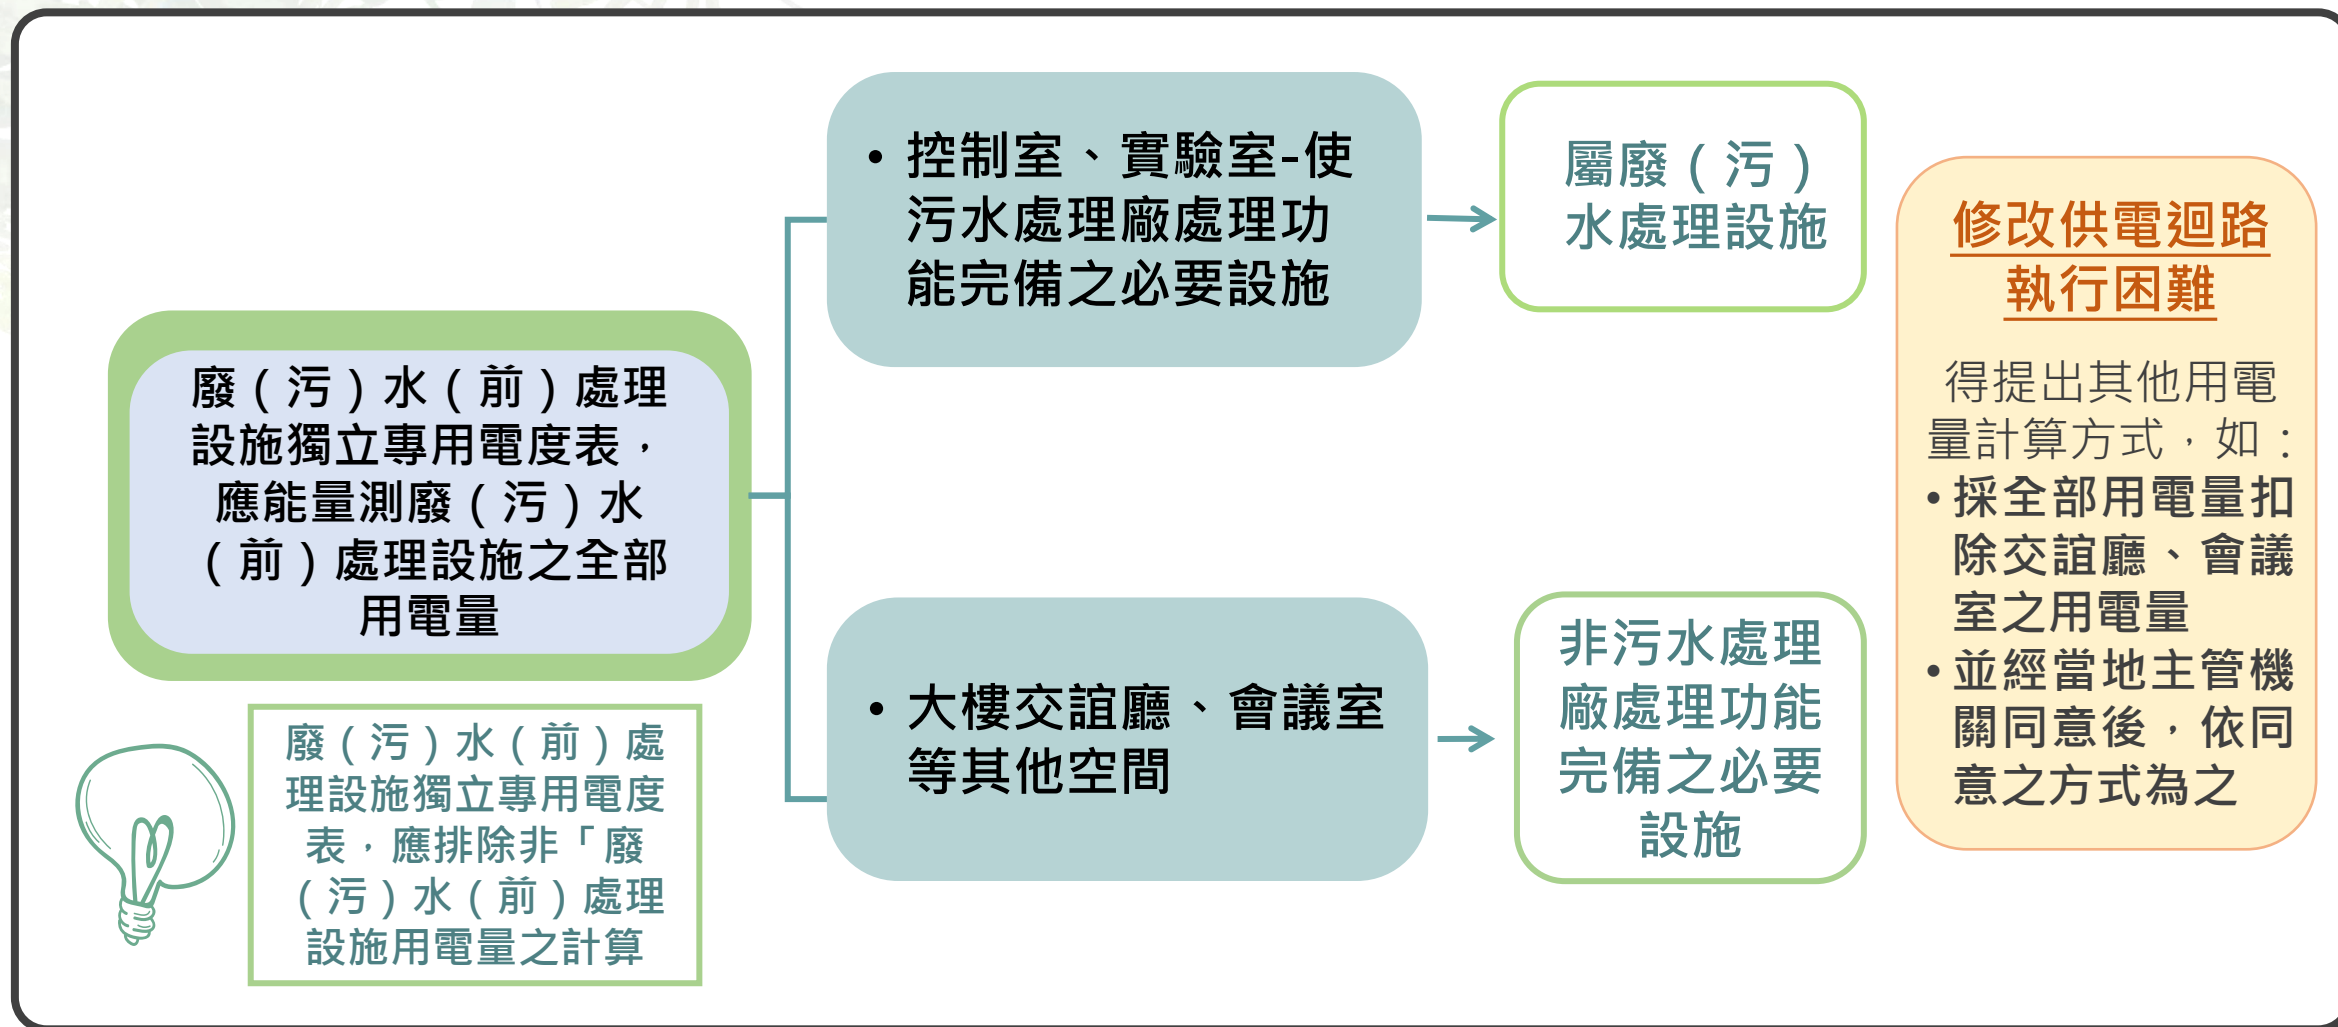 廢（污）水（前）處理
設施獨立專用電度表，
應能量測廢（污）水
（前）處理設施之全部
用電量
廢（污）水（前）處
理設施獨立專用電度
表，應排除非「廢
（污）水（前）處理
設施用電量之計算
• 控制室、實驗室-使
污水處理廠處理功
能完備之必要設施
屬廢（污）
水處理設施
• 大樓交誼廳、會議室
等其他空間
非污水處理
廠處理功能
完備之必要
設施
修改供電迴路
執行困難
得提出其他用電
量計算方式，如：
•採全部用電量扣
除交誼廳、會議
室之用電量
•並經當地主管機
關同意後，依同
意之方式為之